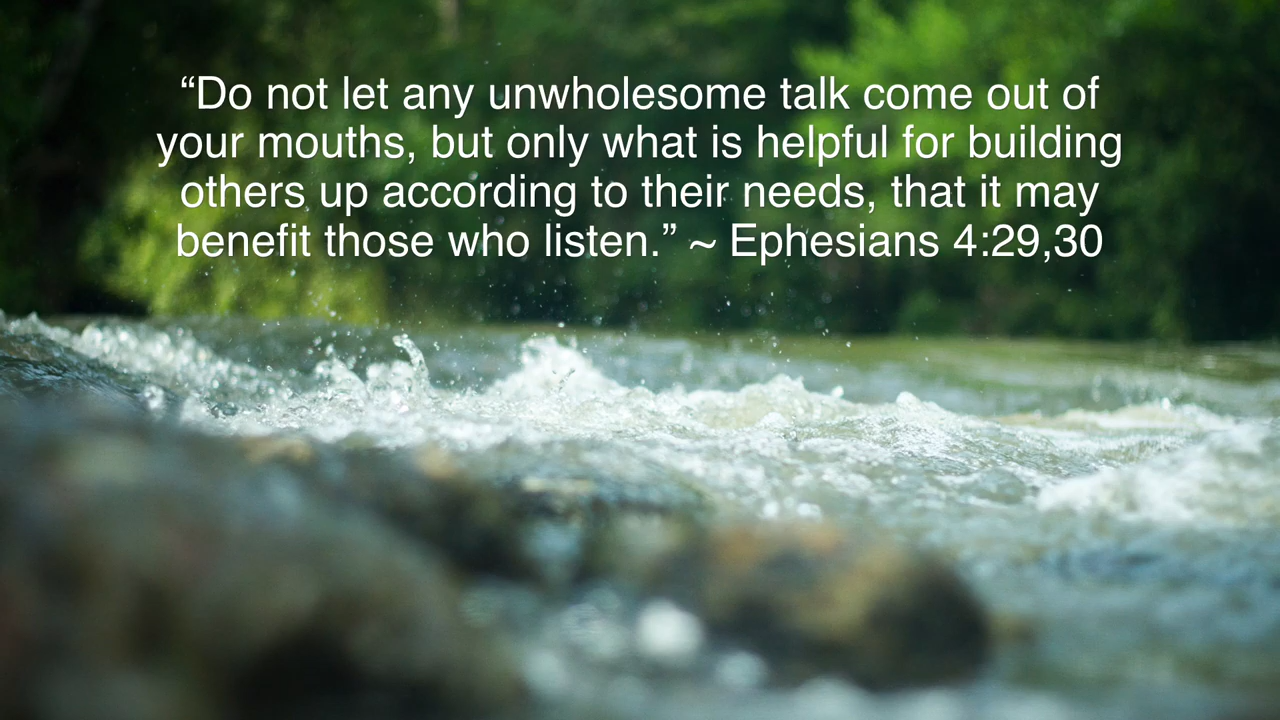 “Do not let any unwholesome talk come out of
your mouths, but only what is helpful for building
others up according to their needs, that it may
benefit those who listen.” ~ Ephesians 4:29,30